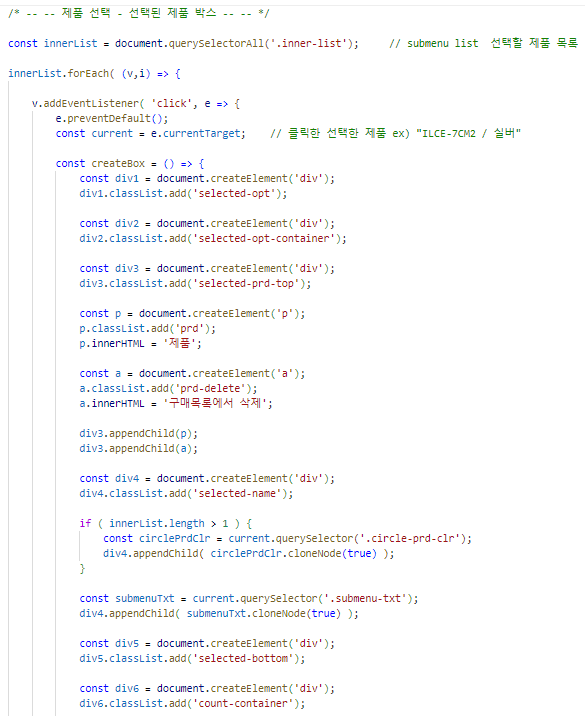 /* -- -- 제품 선택 - 선택된 제품 박스 -- -- */
const innerList = document.querySelectorAll('.inner-list');     // submenu list  선택할 제품 목록
innerList.forEach( (v,i) => {
    v.addEventListener( 'click', e => {
        e.preventDefault();
        const current = e.currentTarget;    // 클릭한 선택한 제품 ex) "ILCE-7CM2 / 실버"
        const createBox = () => {
            const div1 = document.createElement('div');
            div1.classList.add('selected-opt');
            const div2 = document.createElement('div');
            div2.classList.add('selected-opt-container');
            const div3 = document.createElement('div');
            div3.classList.add('selected-prd-top');
            const p = document.createElement('p');
            p.classList.add('prd');
            p.innerHTML = '제품';
            const a = document.createElement('a');
            a.classList.add('prd-delete');
            a.innerHTML = '구매목록에서 삭제';
            div3.appendChild(p);
            div3.appendChild(a);
            const div4 = document.createElement('div');
            div4.classList.add('selected-name');
            if ( innerList.length > 1 ) {
                const circlePrdClr = current.querySelector('.circle-prd-clr');
                div4.appendChild( circlePrdClr.cloneNode(true) );
            }
            const submenuTxt = current.querySelector('.submenu-txt');
            div4.appendChild( submenuTxt.cloneNode(true) );
            const div5 = document.createElement('div');
            div5.classList.add('selected-bottom');
            const div6 = document.createElement('div');
            div6.classList.add('count-container');